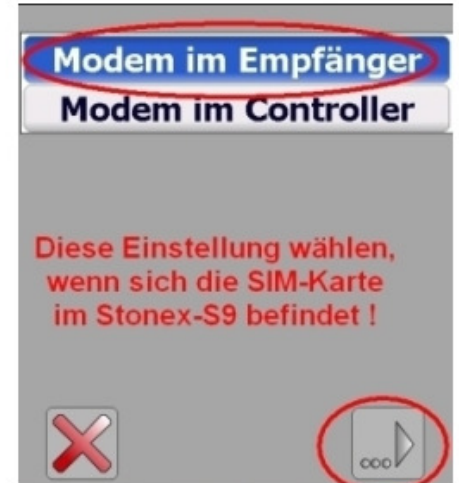 Modem im Empfänger
Modem im Controller
Diese Einstellung wählen,
wenn sich die SIM-Karte
im Stonex-S9 befindet !